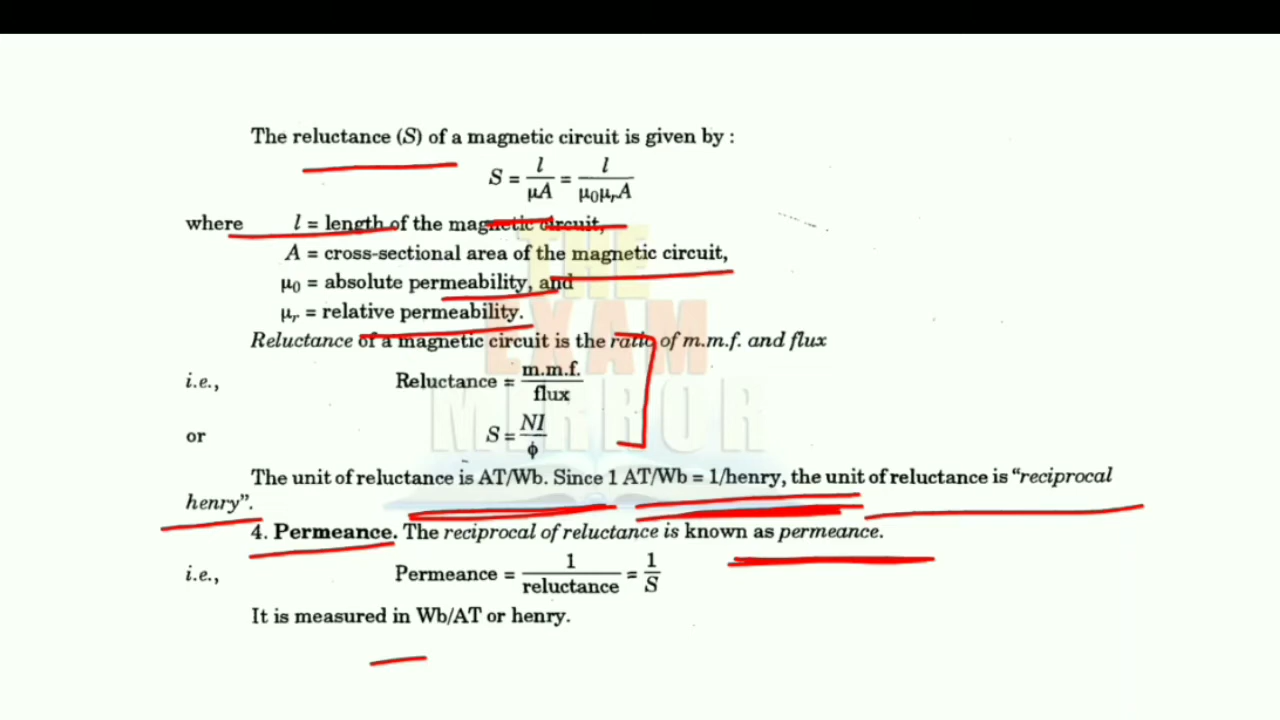 The reluctance (S) of a magnetic circuit is given by :
S = l/μA = l/μ₀μᵣA
where l = length of the magnetic circuit,
A = cross-sectional area of the magnetic circuit,
μ₀ = absolute permeability, and
μᵣ = relative permeability.
Reluctance of a magnetic circuit is the ratio of m.m.f. and flux
i.e., Reluctance = m.m.f./flux
or S = NI/ϕ
The unit of reluctance is AT/Wb. Since 1 AT/Wb = 1/henry, the unit of reluctance is “reciprocal
henry”.
4. Permeance. The reciprocal of reluctance is known as permeance.
i.e., Permeance = 1/reluctance = 1/S
It is measured in Wb/AT or henry.
THE
EXAM
MIRROR